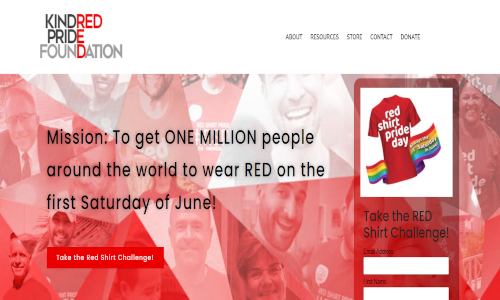 KINDRED
PRIDE
FOUNDATION
ABOUT RESOURCES STORE CONTACT DONATE
Mission: To get ONE MILLION people
around the world to wear RED on the
first Saturday of June!
Take the Red Shirt Challenge!
red
shirt
pride
day
Take the RED
Shirt Challenge!
Email Address
First Name